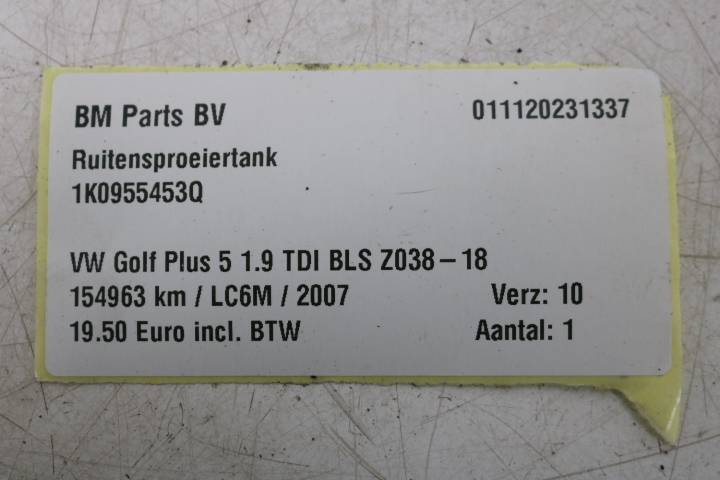 BM Parts BV 011120231337
Ruitensproeiertank
1K0955453Q
VW Golf Plus 5 1.9 TDI BLS Z038-18
154963 km / LC6M / 2007 Verz: 10
19.50 Euro incl. BTW Aantal: 1